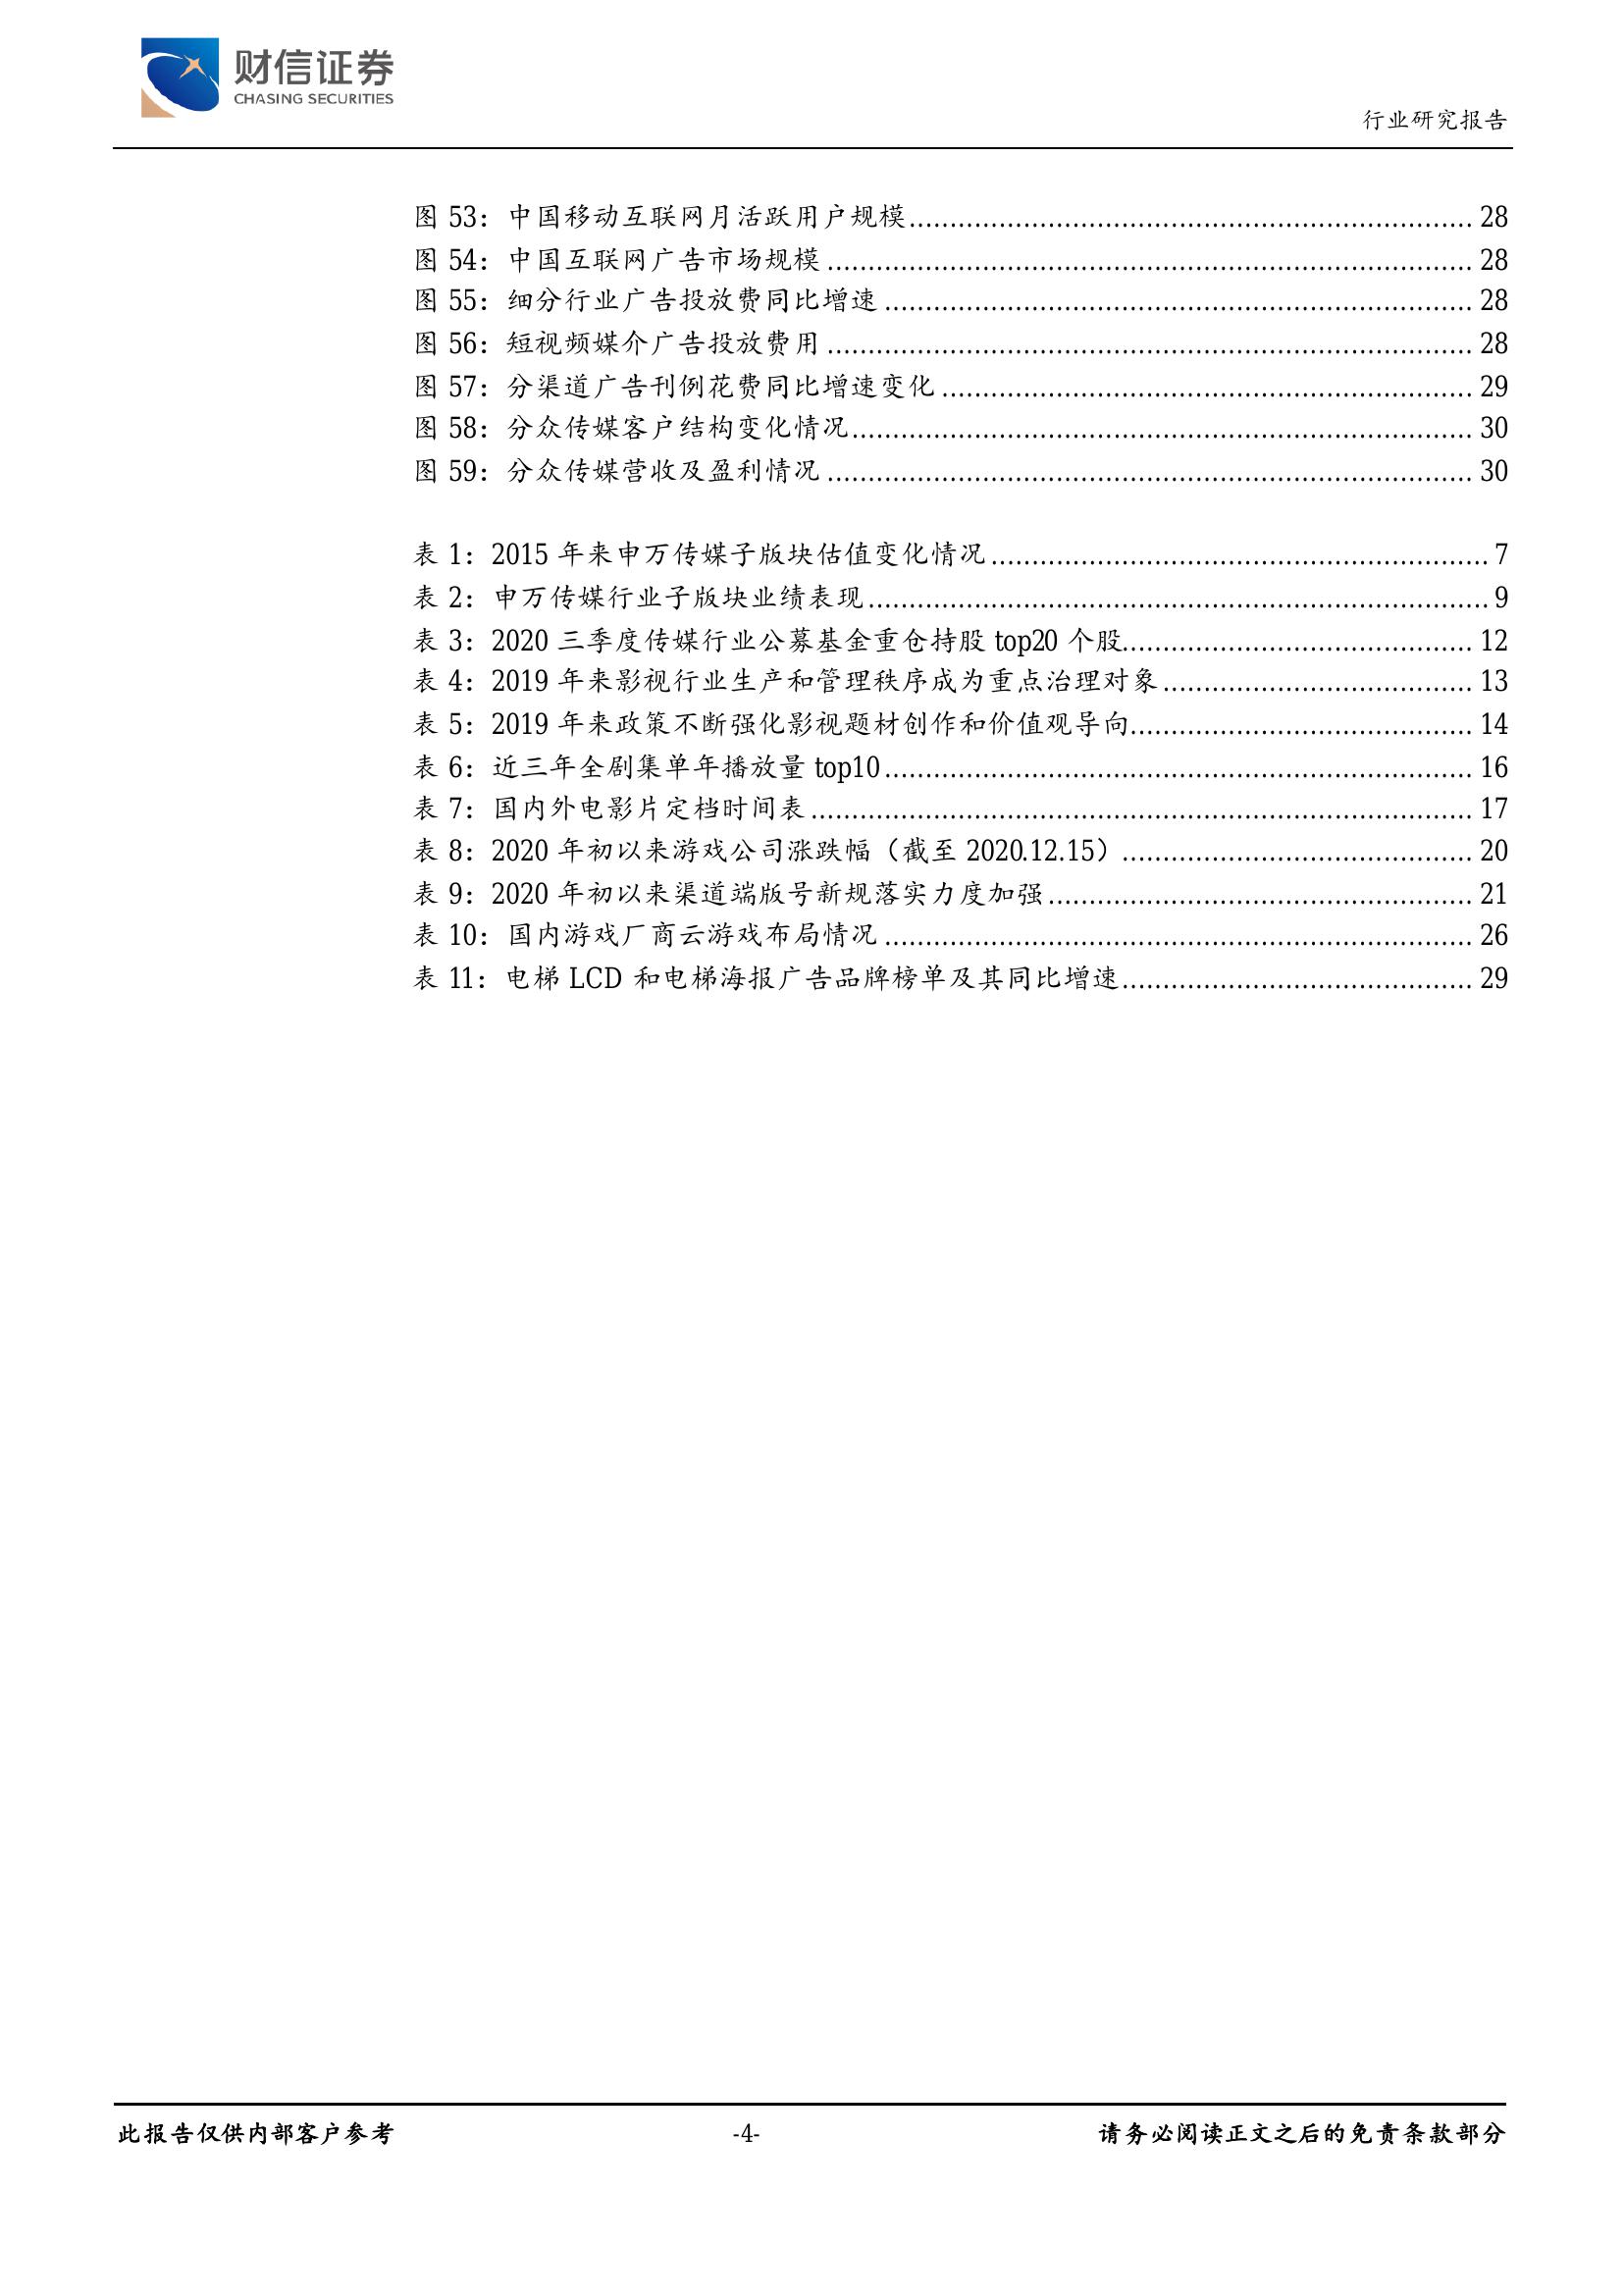 财信证券
CHASING SECURITIES
行业研究报告
图 53：中国移动互联网月活跃用户规模........................................................................ 28
图 54：中国互联网广告市场规模................................................................................ 28
图 55：细分行业广告投放费同比增速........................................................................ 28
图 56：短视频媒介广告投放费用................................................................................ 28
图 57：分渠道广告刊例花费同比增速变化................................................................ 29
图 58：分众传媒客户结构变化情况............................................................................ 30
图 59：分众传媒营收及盈利情况................................................................................ 30
表 1：2015 年来申万传媒子版块估值变化情况............................................................ 7
表 2：申万传媒行业子版块业绩表现............................................................................ 9
表 3：2020 三季度传媒行业公募基金重仓持股 top20 个股........................................... 12
表 4：2019 年来影视行业生产和管理秩序成为重点治理对象...................................... 13
表 5：2019 年来政策不断强化影视题材创作和价值观导向.......................................... 14
表 6：近三年全剧集单年播放量 top10........................................................................ 16
表 7：国内外电影片定档时间表................................................................................ 17
表 8：2020 年初以来游戏公司涨跌幅（截至 2020.12.15）........................................... 20
表 9：2020 年初以来渠道端版号新规落实力度加强.................................................... 21
表 10：国内游戏厂商云游戏布局情况........................................................................ 26
表 11：电梯 LCD 和电梯海报广告品牌榜单及其同比增速........................................... 29
此报告仅供内部客户参考
-4-
请务必阅读正文之后的免责条款部分